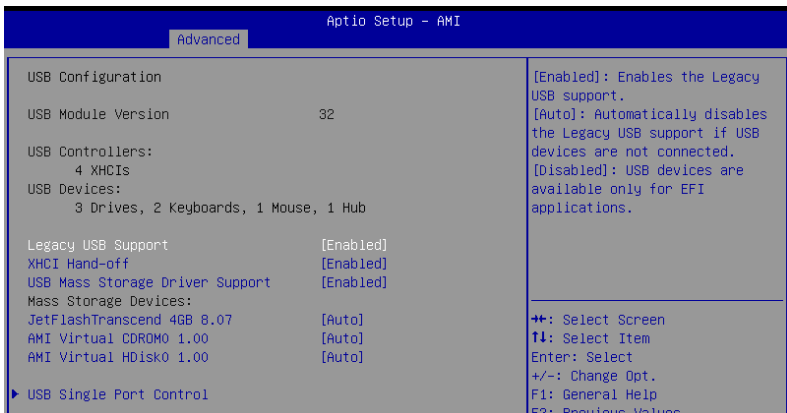 Aptio Setup – AMI
Advanced
USB Configuration
USB Module Version 32
USB Controllers:
4 XHCIs
USB Devices:
3 Drives, 2 Keyboards, 1 Mouse, 1 Hub
Legacy USB Support [Enabled]
XHCI Hand-off [Enabled]
USB Mass Storage Driver Support [Enabled]
Mass Storage Devices:
JetFlashTranscend 4GB 8.07 [Auto]
AMI Virtual CDROM0 1.00 [Auto]
AMI Virtual HDisk0 1.00 [Auto]
USB Single Port Control
[Enabled]: Enables the Legacy
USB support.
[Auto]: Automatically disables
the Legacy USB support if USB
devices are not connected.
[Disabled]: USB devices are
available only for EFI
applications.
→←: Select Screen
↑↓: Select Item
Enter: Select
+/-: Change Opt.
F1: General Help
F2: Previous Values